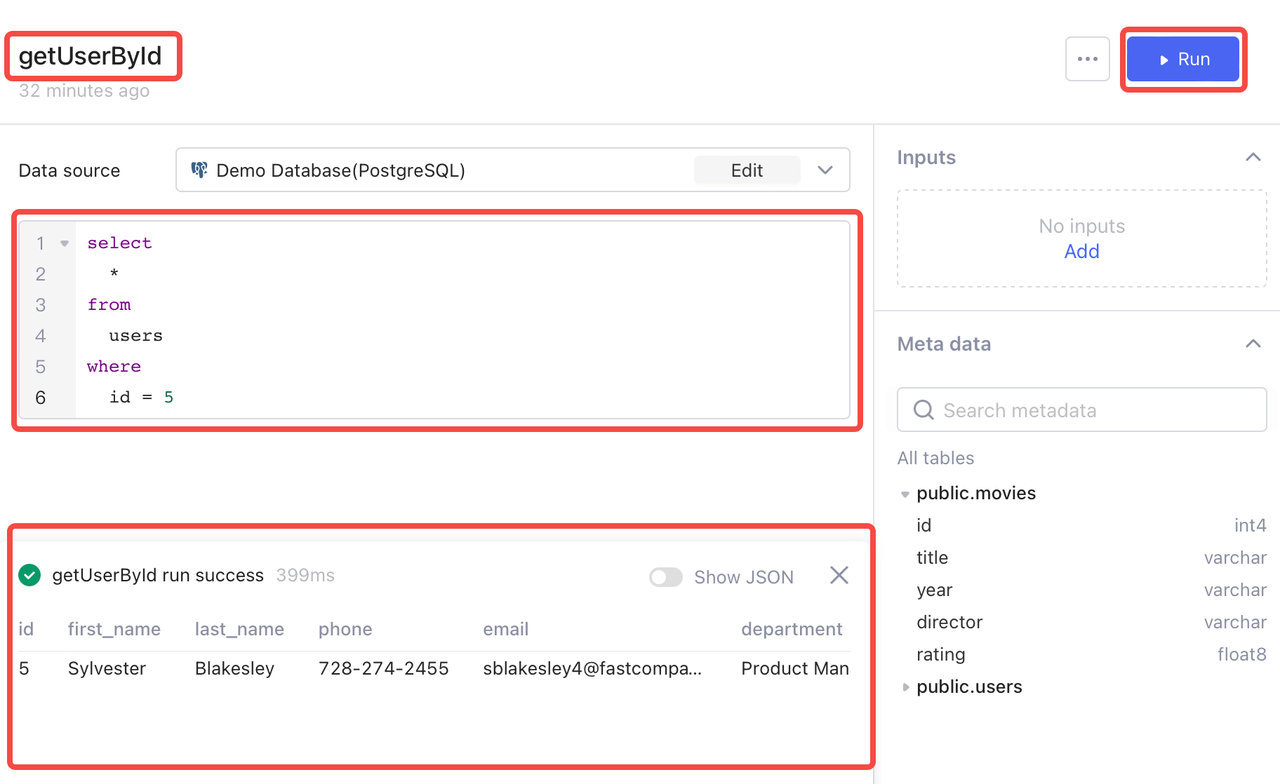 getUserById
32 minutes ago
Run
Data source
Demo Database(PostgreSQL)
Edit
1 select
2 *
3 from
4 users
5 where
6 id = 5
getUserById run success 399ms
Show JSON
id first_name last_name phone email department
5 Sylvester Blakesley 728-274-2455 sblakesley4@fastcompa... Product Man
Inputs
No inputs
Add
Meta data
Search metadata
All tables
public.movies
id int4
title varchar
year varchar
director varchar
rating float8
public.users